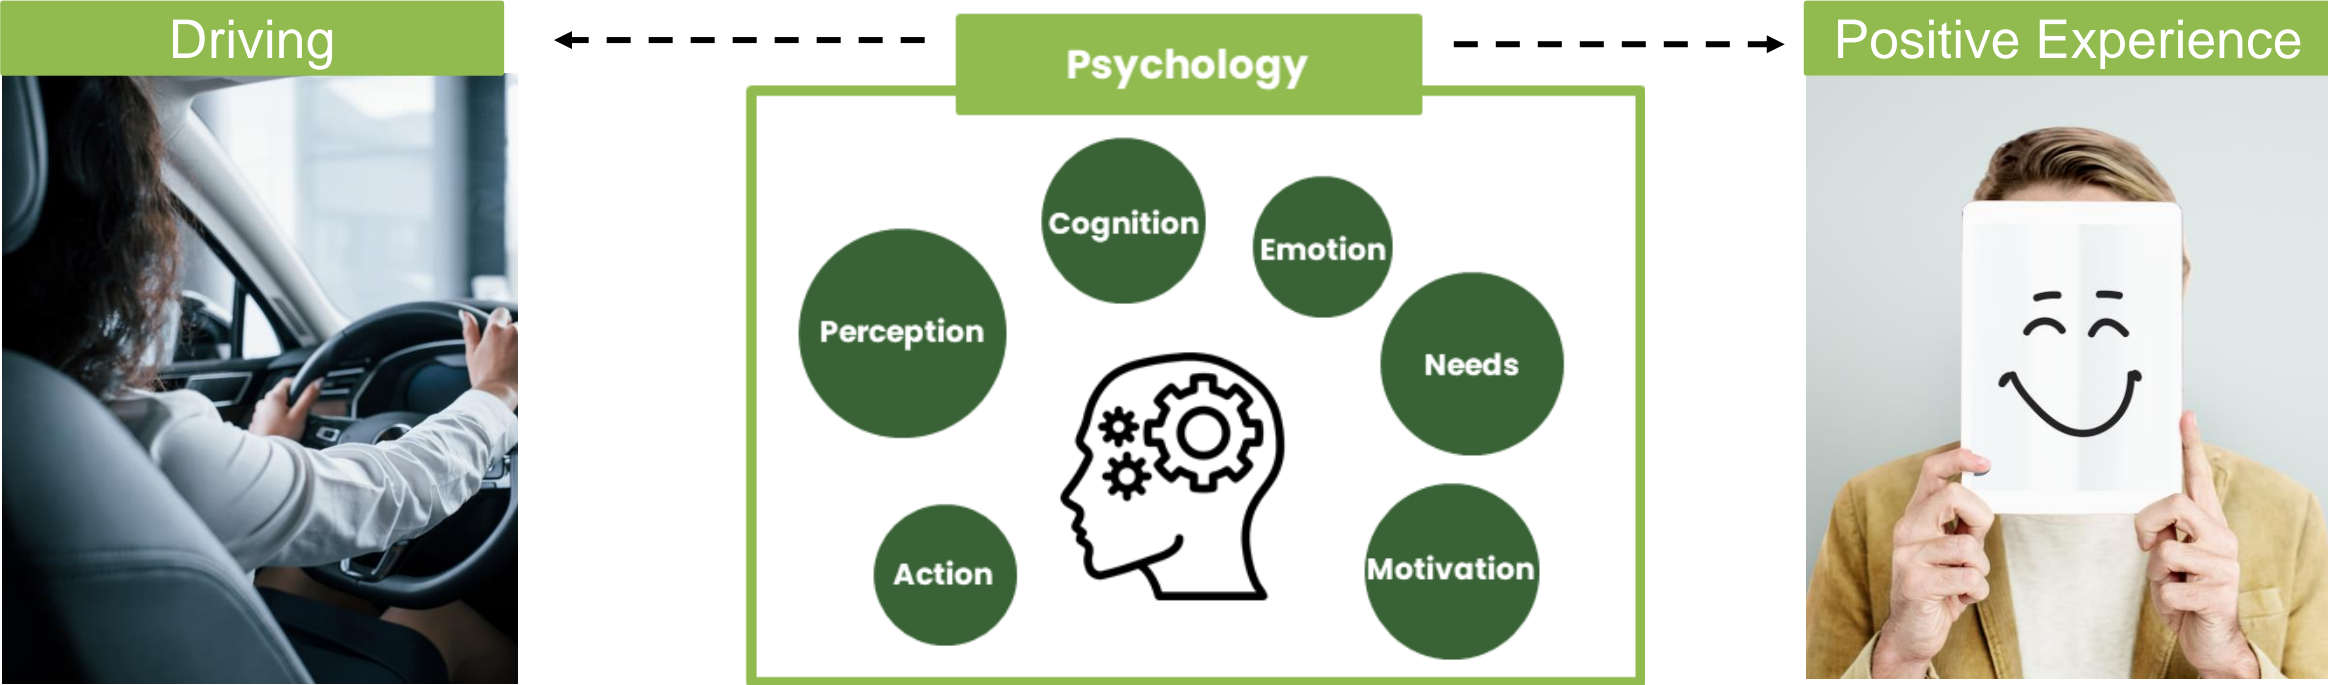 Driving
Psychology
Positive Experience
Cognition
Emotion
Perception
Needs
Action
Motivation